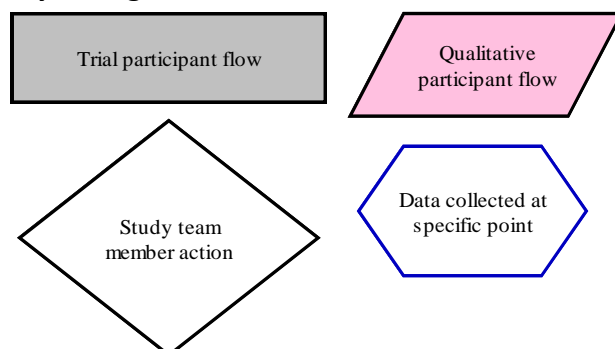 Trial participant flow
Qualitative
participant flow
Study team
member action
Data collected at
specific point